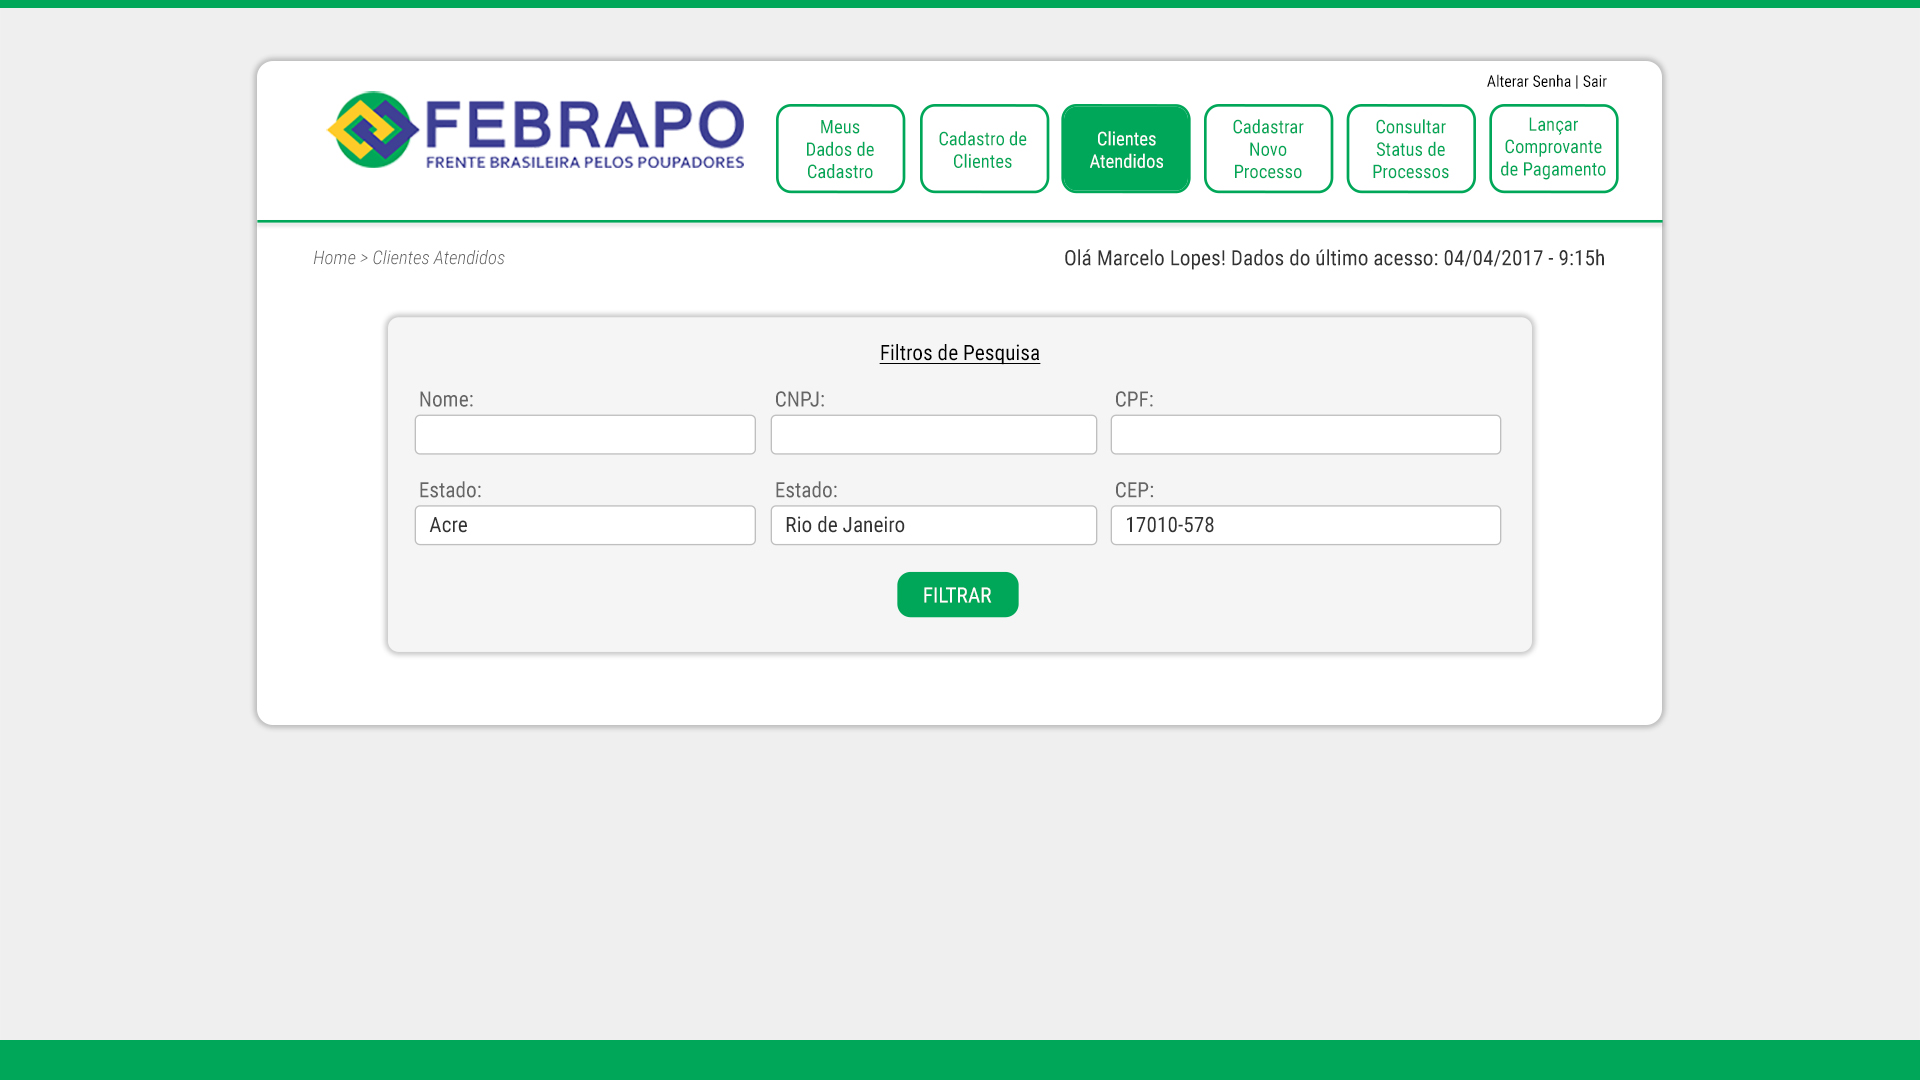 Alterar Senha | Sair
FEBRAPO
FRENTE BRASILEIRA PELOS POUPADORES
Meus
Dados de
Cadastro
Cadastro de
Clientes
Clientes
Atendidos
Cadastrar
Novo
Processo
Consultar
Status de
Processos
Lançar
Comprovante
de Pagamento
Home > Clientes Atendidos
Olá Marcelo Lopes! Dados do último acesso: 04/04/2017 - 9:15h
Filtros de Pesquisa
Nome:
CNPJ:
CPF:
Estado:
Estado:
CEP:
Acre
Rio de Janeiro
17010-578
FILTRAR